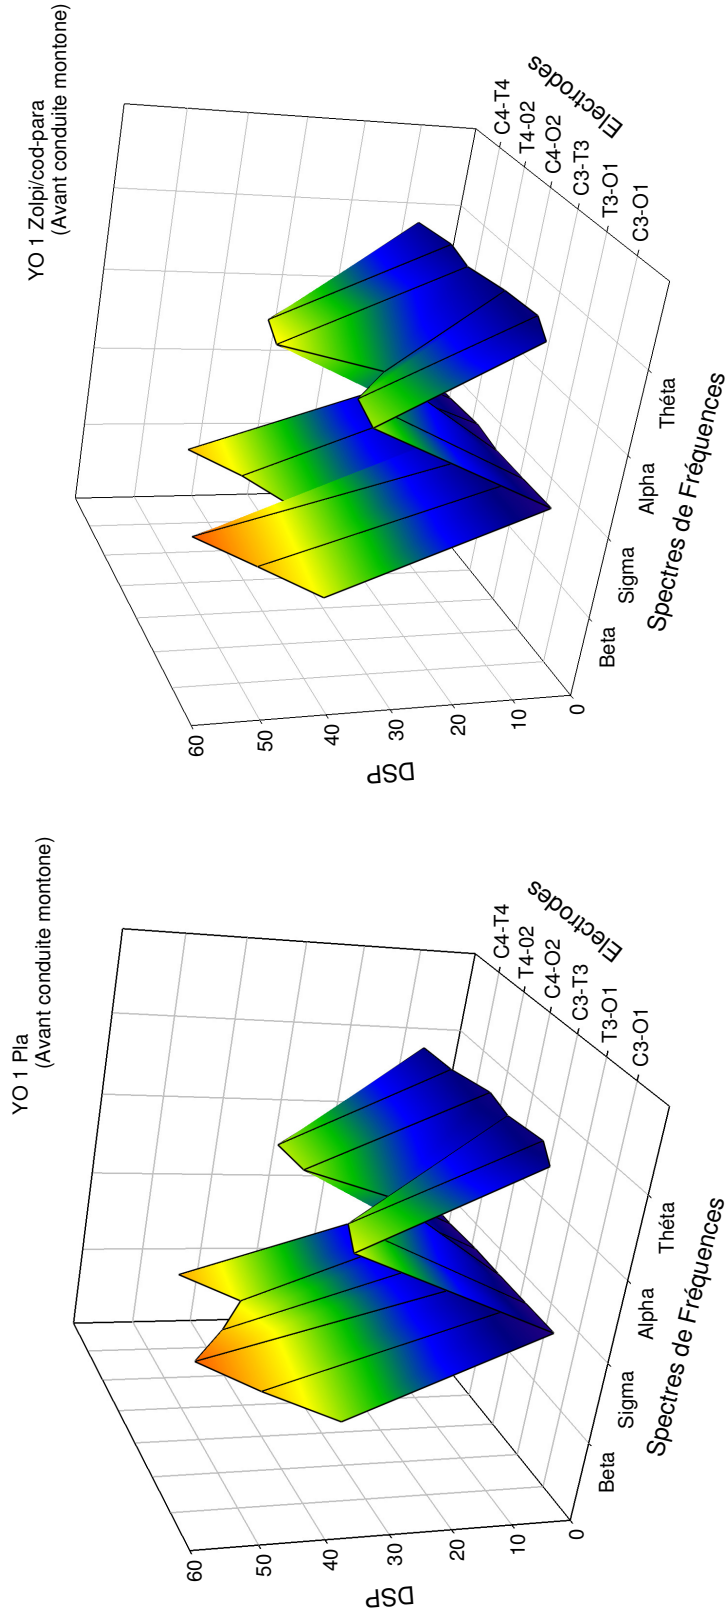 YO 1 Zolpi/cod-para
(Avant conduite montone)
60
50
40
30
20
10
0
DSP
Beta
Sigma
Alpha
Théta
Spectres de Fréquences
C4-T4
T4-02
C4-O2
C3-T3
T3-O1
C3-O1
Electrodes
YO 1 Pla
(Avant conduite montone)
60
50
40
30
20
10
0
DSP
Beta
Sigma
Alpha
Théta
Spectres de Fréquences
C4-T4
T4-02
C4-O2
C3-T3
T3-O1
C3-O1
Electrodes